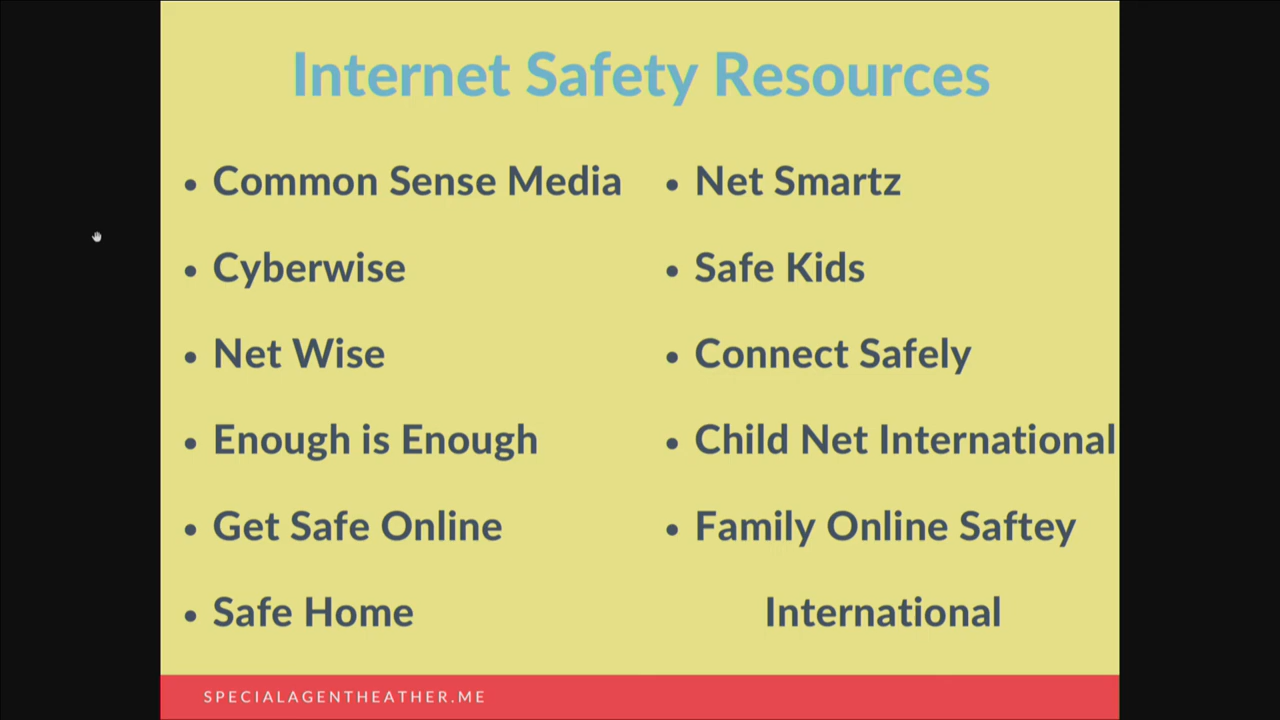 Internet Safety Resources
• Common Sense Media
• Cyberwise
• Net Wise
• Enough is Enough
• Get Safe Online
• Safe Home
• Net Smartz
• Safe Kids
• Connect Safely
• Child Net International
• Family Online Saftey
International
SPECIALAGENTHEATHER.ME